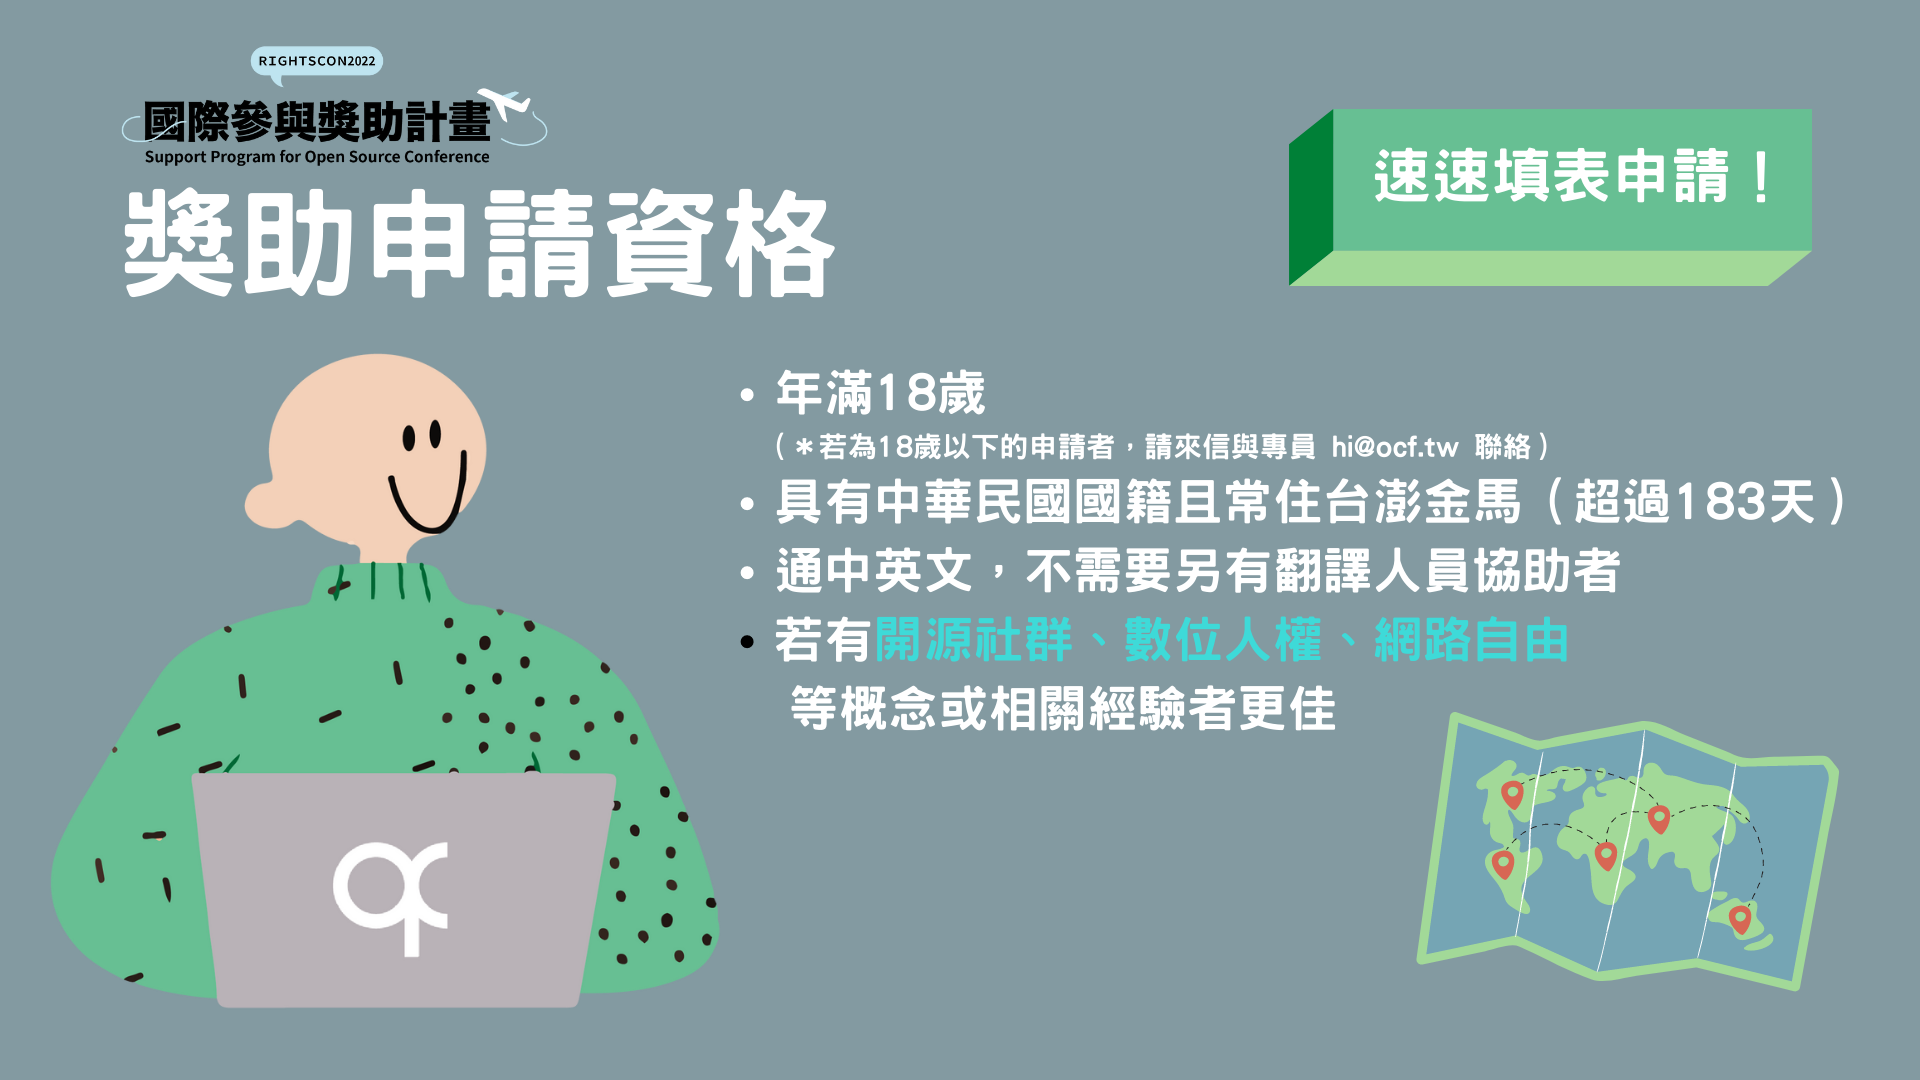 RIGHTSCON2022
國際參與獎助計畫
Support Program for Open Source Conference
獎助申請資格
速速填表申請！
• 年滿18歲
（＊若為18歲以下的申請者，請來信與專員 hi@ocf.tw 聯絡）
• 具有中華民國國籍且常住台澎金馬（超過183天）
• 通中英文，不需要另有翻譯人員協助者
• 若有開源社群、數位人權、網路自由
等概念或相關經驗者更佳